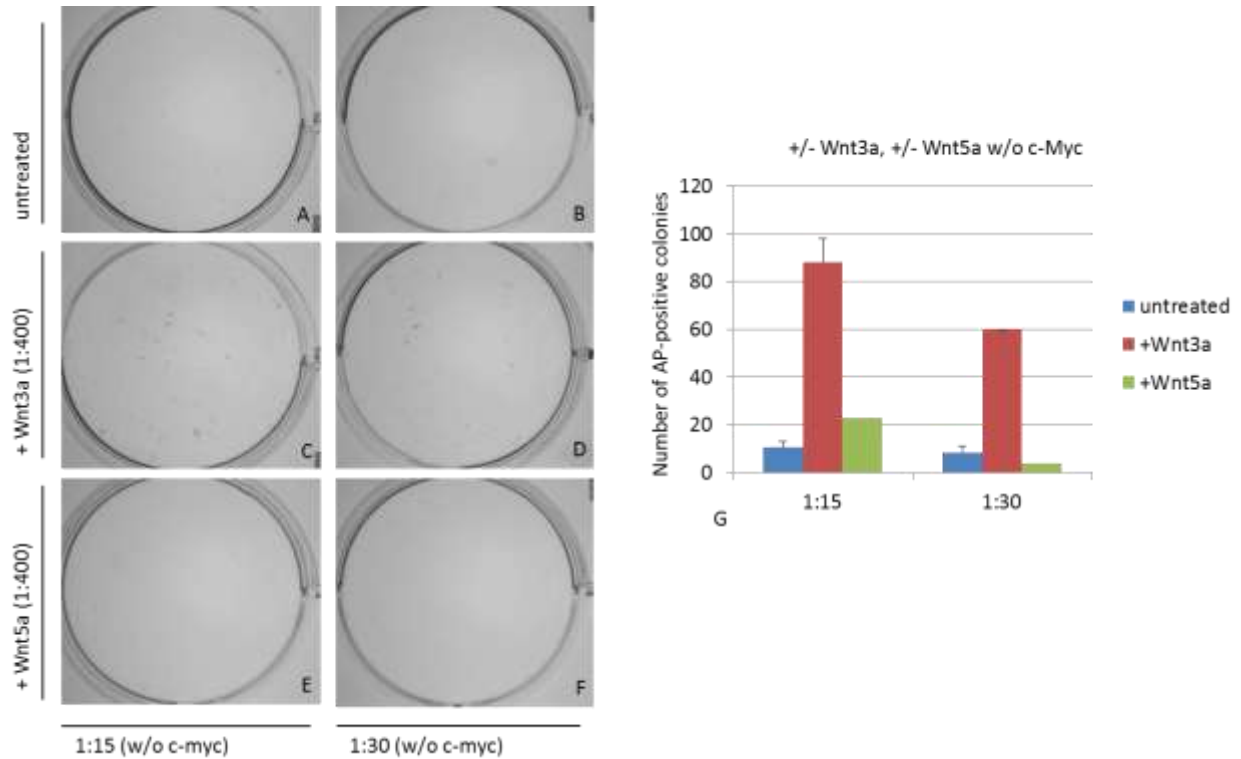 untreated
A
B
+ Wnt3a (1:400)
C
D
+ Wnt5a (1:400)
E
F
1:15 (w/o c-myc)
1:30 (w/o c-myc)
+/- Wnt3a, +/- Wnt5a w/o c-Myc
Number of AP-positive colonies
120
100
80
60
40
20
0
1:15
1:30
G
untreated
+Wnt3a
+Wnt5a